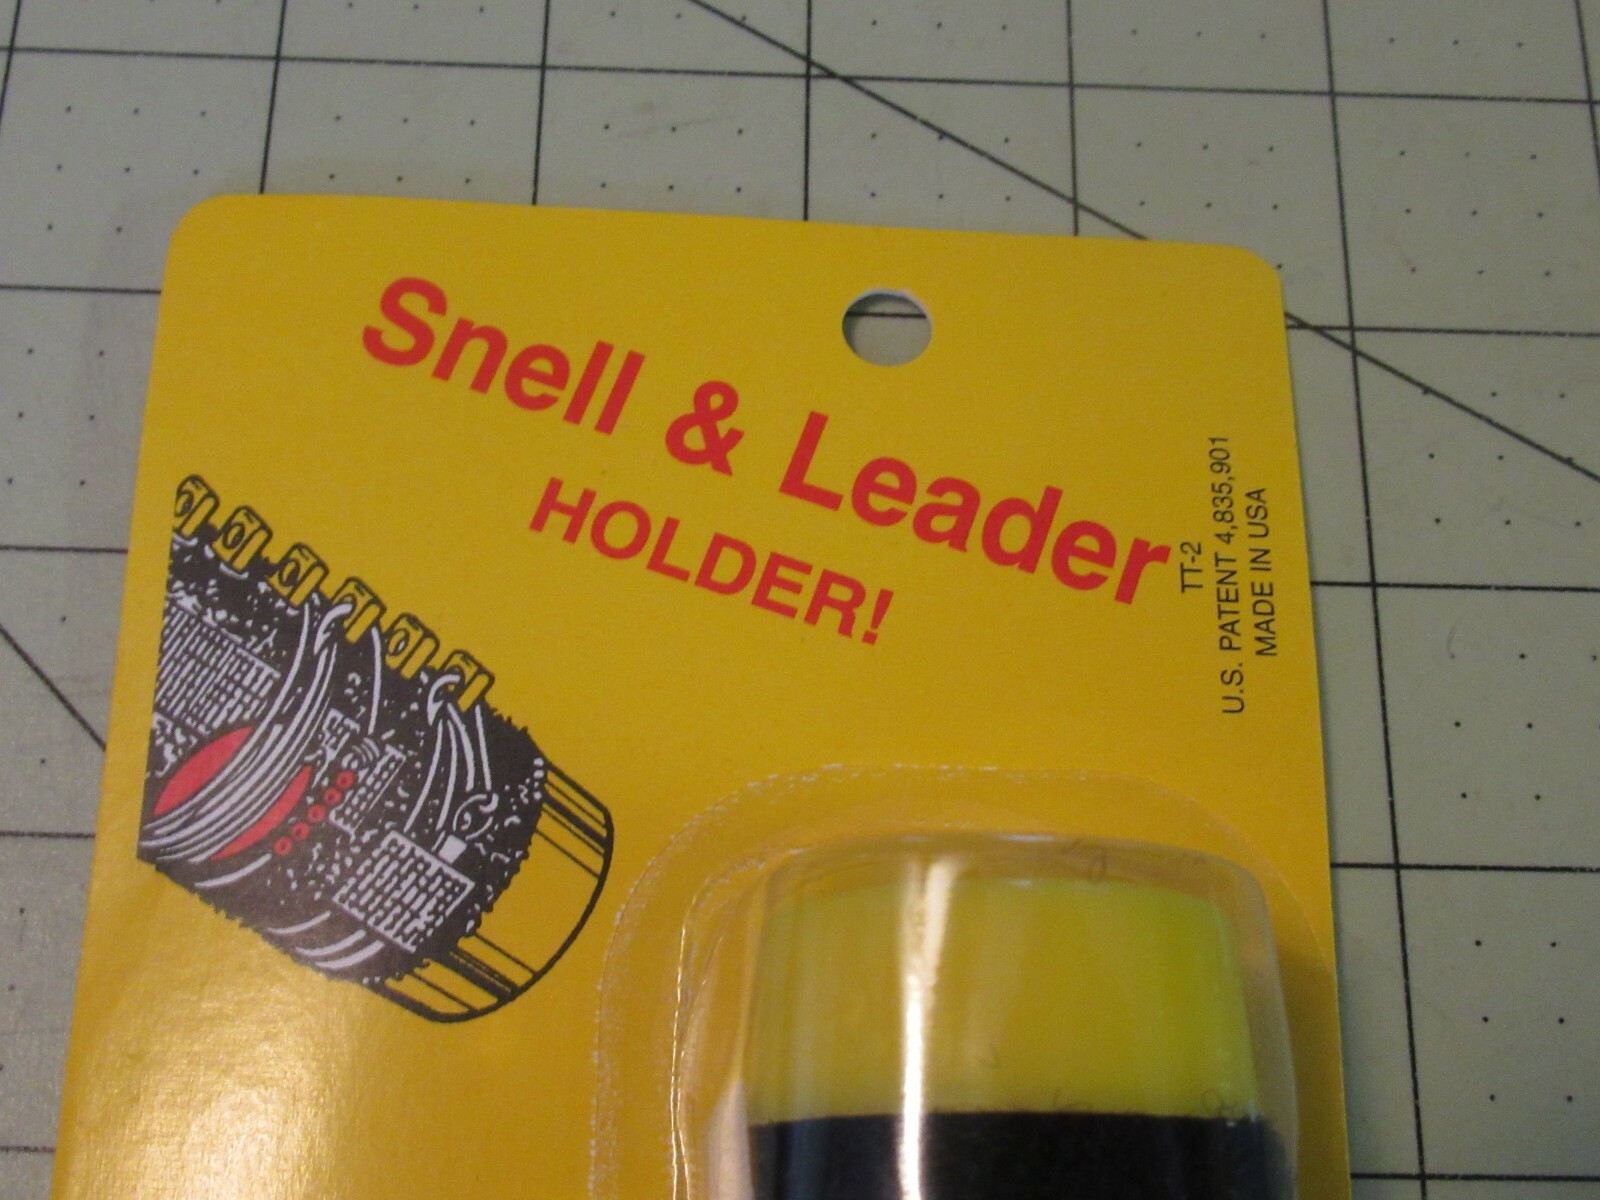 Snell & Leader
HOLDER!
TT-2
U.S. PATENT 4,835,901
MADE IN USA